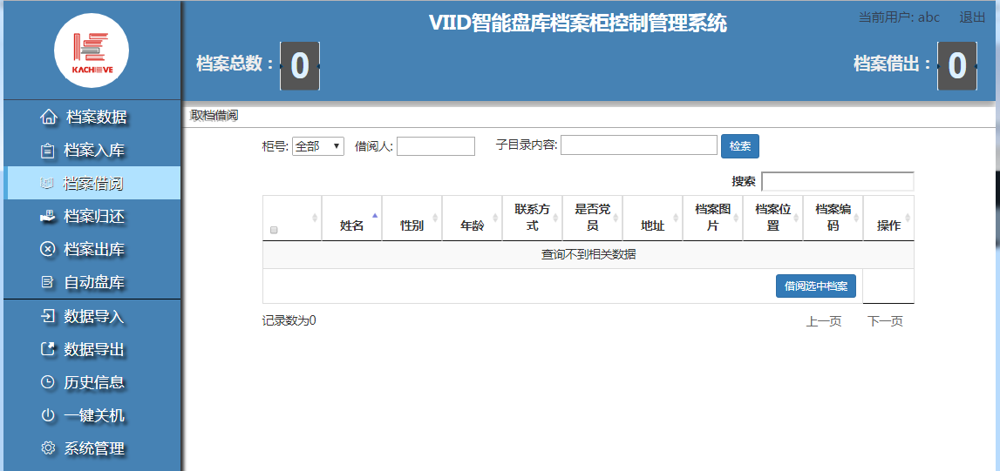 VIID智能盘库档案柜控制管理系统
当前用户: abc 退出
档案总数： 0
档案借出： 0
KACH VE
档案数据
档案入库
档案借阅
档案归还
档案出库
自动盘库
数据导入
数据导出
历史信息
一键关机
系统管理
取档借阅
柜号: 全部 借阅人: 子目录内容: 检索
搜索
姓名 性别 年龄 联系方式 是否党员 地址 档案图片 档案位置 档案编码 操作
查询不到相关数据
借阅选中档案
记录数为0 上一页 下一页